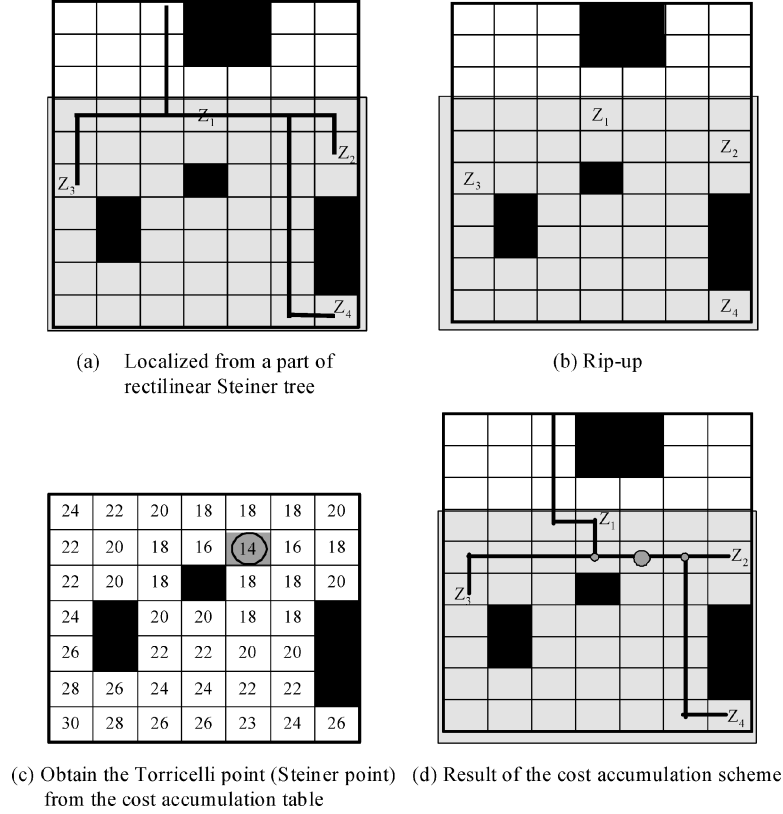 Z1
Z2
Z3
Z4
(a) Localized from a part of
rectilinear Steiner tree
Z1
Z2
Z3
Z4
(b) Rip-up
24 22 20 18 18 18 20
22 20 18 16 14 16 18
22 20 18 18 18 20
24 20 20 18 18
26 22 22 20 20
28 26 24 24 22 22
30 28 26 26 23 24 26
(c) Obtain the Torricelli point (Steiner point)
from the cost accumulation table
Z1
Z2
Z3
Z4
(d) Result of the cost accumulation scheme